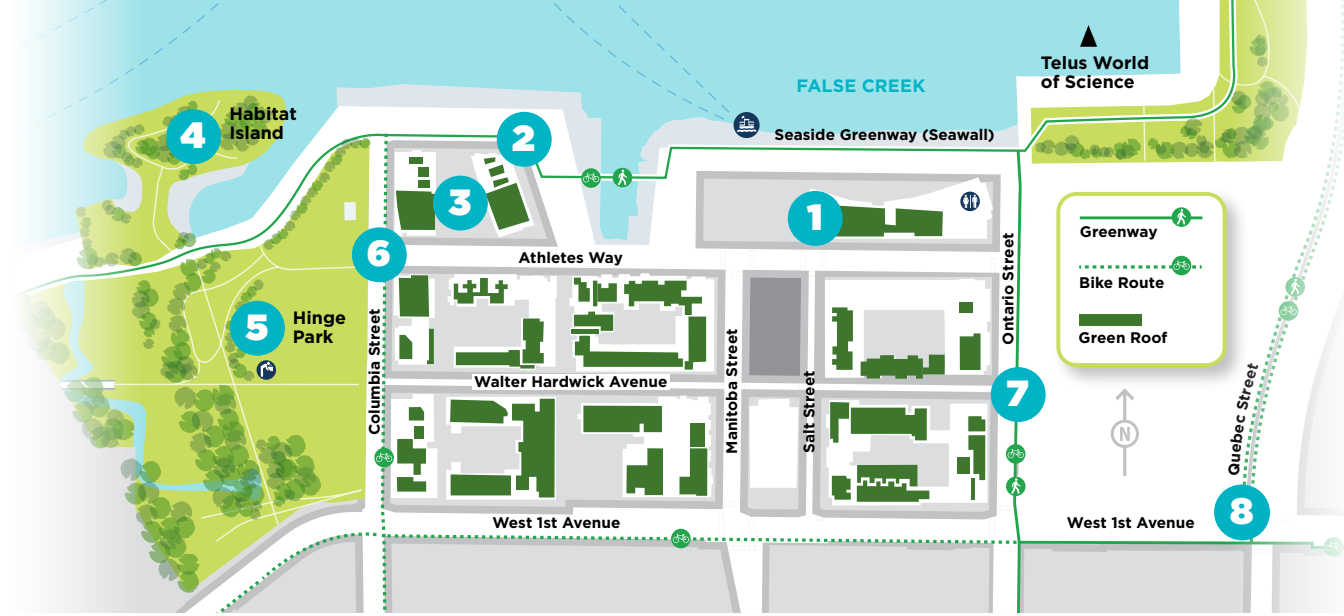 Telus World
of Science
FALSE CREEK
Habitat
Island
4
2
Seaside Greenway (Seawall)
3
1
Greenway
Bike Route
Green Roof
6
Athletes Way
Ontario Street
5
Hinge
Park
Columbia Street
Walter Hardwick Avenue
Manitoba Street
Salt Street
7
N
Quebec Street
8
West 1st Avenue
West 1st Avenue